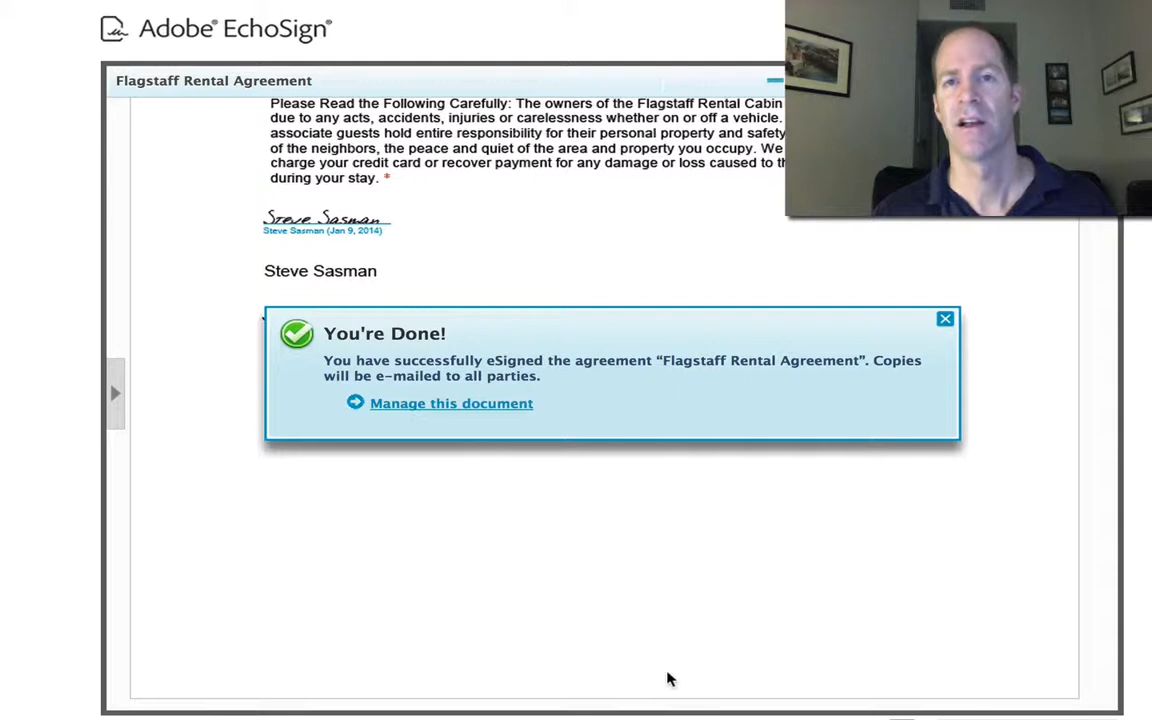 Adobe® EchoSign®
Flagstaff Rental Agreement
Please Read the Following Carefully: The owners of the Flagstaff Rental Cabin
due to any acts, accidents, injuries or carelessness whether on or off a vehicle.
associate guests hold entire responsibility for their personal property and safety
of the neighbors, the peace and quiet of the area and property you occupy. We
charge your credit card or recover payment for any damage or loss caused to th
during your stay. *
Steve Sasman
Steve Sasman (Jan 9, 2014)
Steve Sasman
You're Done!
You have successfully eSigned the agreement “Flagstaff Rental Agreement”. Copies
will be e-mailed to all parties.
Manage this document